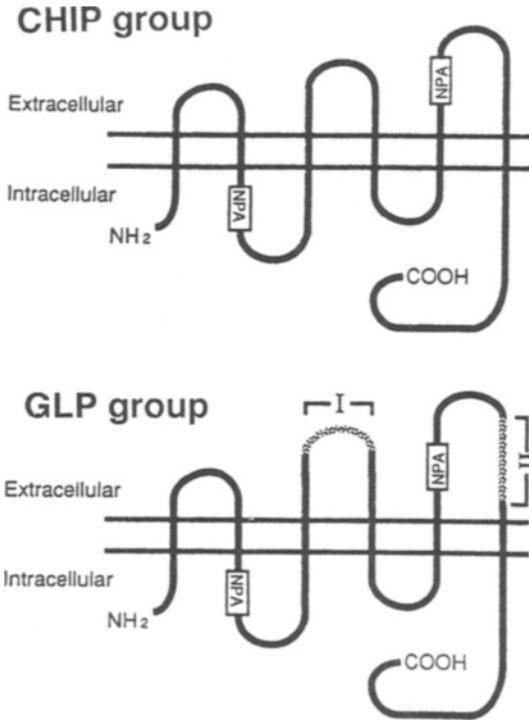 CHIP group
NPA
Extracellular
Intracellular
NPA
NH2
COOH
GLP group
I
NPA
II
Extracellular
Intracellular
NPA
NH2
COOH